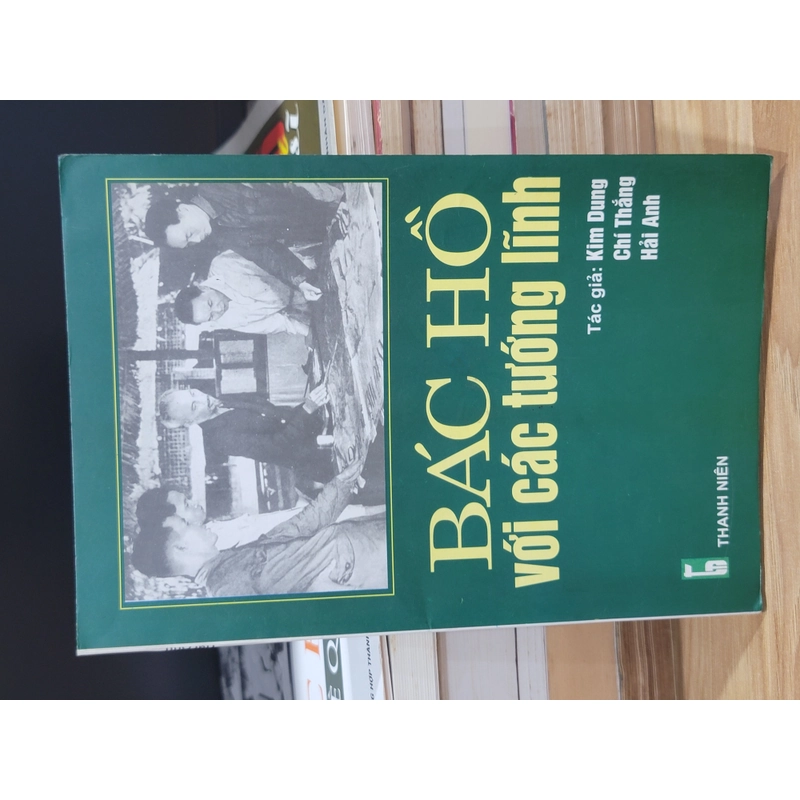 BÁC HỒ
với các tướng lĩnh
Tác giả: Kim Dung
Chí Thắng
Hải Anh
THANH NIÊN